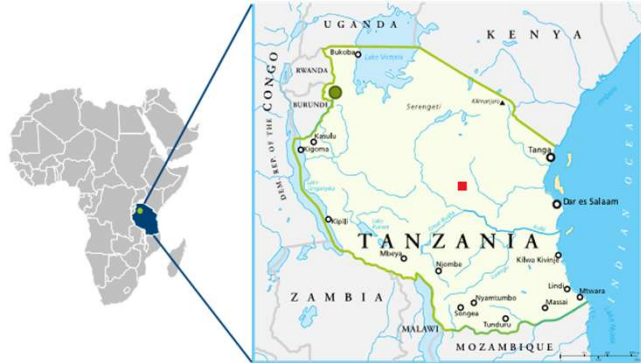 UGANDA
KENYA
Bukoba
Lake Victoria
RWANDA
BURUNDI
DEM. REP. OF THE CONGO
Serengeti
Kilimanjaro
Kasulu
Kigoma
Tanga
Lake
Tanganyika
Dar es Salaam
Kipili
TANZANIA
Mbeya
Njombe
Kilwa Kivinje
INDIAN OCEAN
Lindi
Mtwara
ZAMBIA
Nyamtumbo
Songea
Massai
Tunduru
MALAWI
MOZAMBIQUE